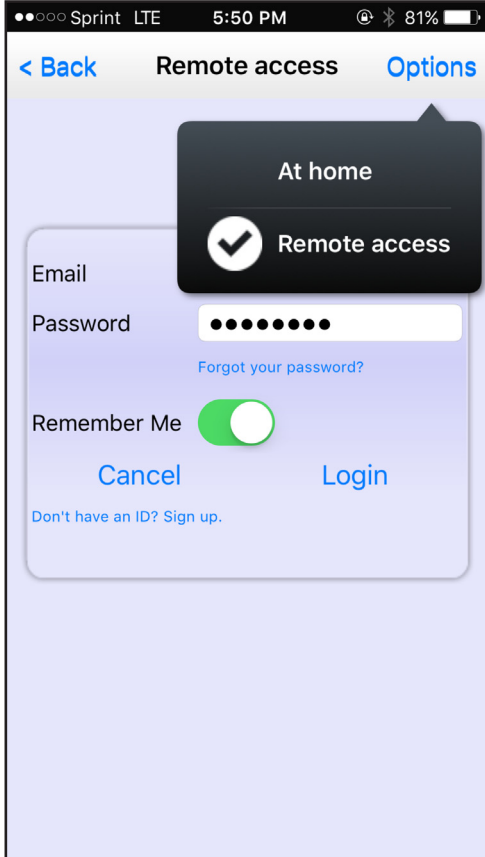 Sprint LTE 5:50 PM 81%
< Back Remote access Options
At home
Remote access
Email
Password ●●●●●●●●
Forgot your password?
Remember Me
Cancel Login
Don't have an ID? Sign up.